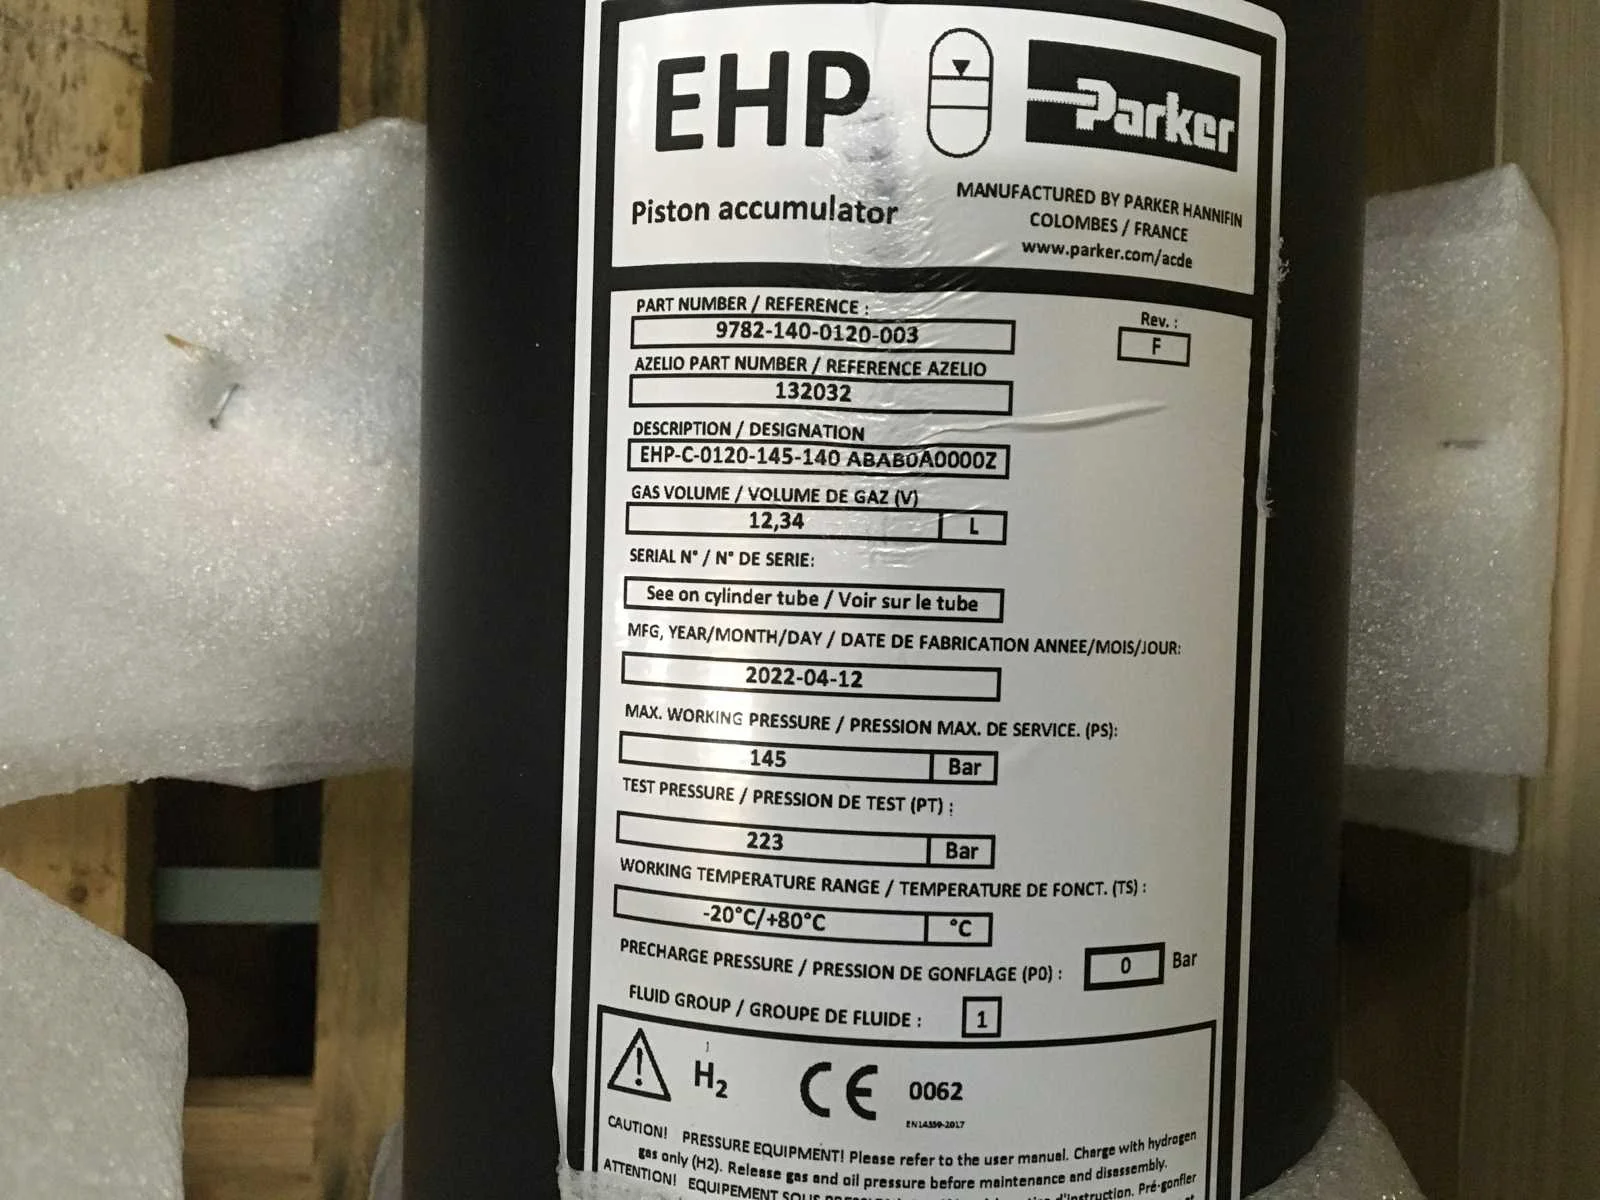 EHP
Parker
Piston accumulator
MANUFACTURED BY PARKER HANNIFIN
COLOMBES / FRANCE
www.parker.com/acde
PART NUMBER / REFERENCE :
9782-140-0120-003
Rev. :
F
AZELIO PART NUMBER / REFERENCE AZELIO
132032
DESCRIPTION / DESIGNATION
EHP-C-0120-145-140 ABAB0A0000Z
GAS VOLUME / VOLUME DE GAZ (V)
12,34 L
SERIAL N° / N° DE SERIE:
See on cylinder tube / Voir sur le tube
MFG, YEAR/MONTH/DAY / DATE DE FABRICATION ANNEE/MOIS/JOUR:
2022-04-12
MAX. WORKING PRESSURE / PRESSION MAX. DE SERVICE. (PS):
145 Bar
TEST PRESSURE / PRESSION DE TEST (PT) :
223 Bar
WORKING TEMPERATURE RANGE / TEMPERATURE DE FONCT. (TS) :
-20°C/+80°C °C
PRECHARGE PRESSURE / PRESSION DE GONFLAGE (P0) : 0 Bar
FLUID GROUP / GROUPE DE FLUIDE : 1
H2 CE 0062
EN14359-2017
CAUTION! PRESSURE EQUIPMENT! Please refer to the user manual. Charge with hydrogen
gas only (H2). Release gas and oil pressure before maintenance and disassembly.
ATTENTION! EQUIPEMENT SOUS d'instruction. Pré-gonfler